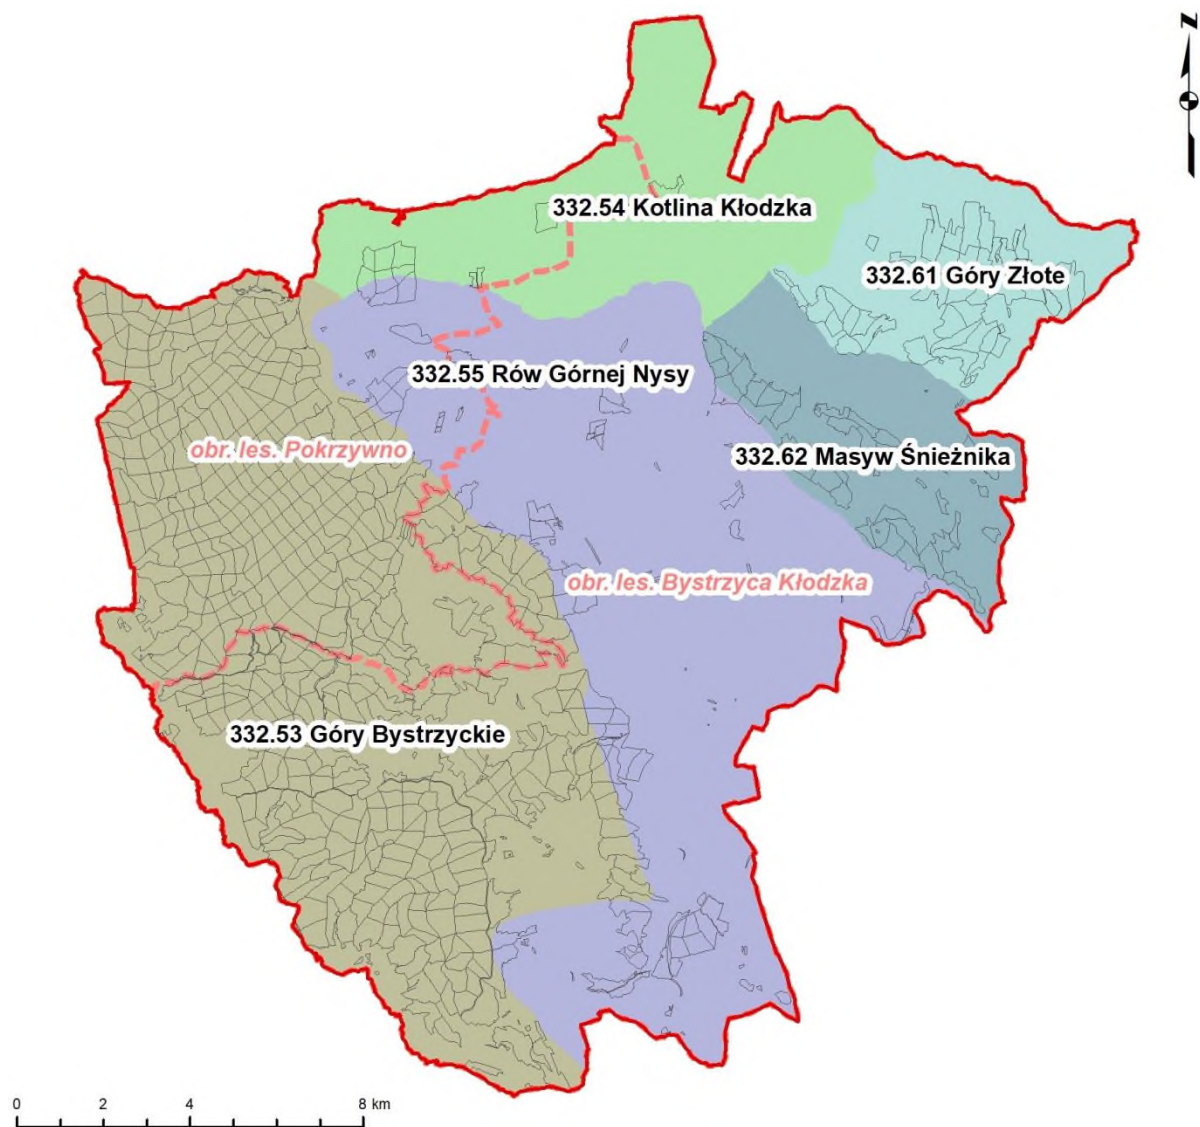 N
332.54 Kotlina Kłodzka
332.61 Góry Złote
332.55 Rów Górnej Nysy
obr. les. Pokrzywno
332.62 Masyw Śnieżnika
obr. les. Bystrzyca Kłodzka
332.53 Góry Bystrzyckie
0 2 4 8 km